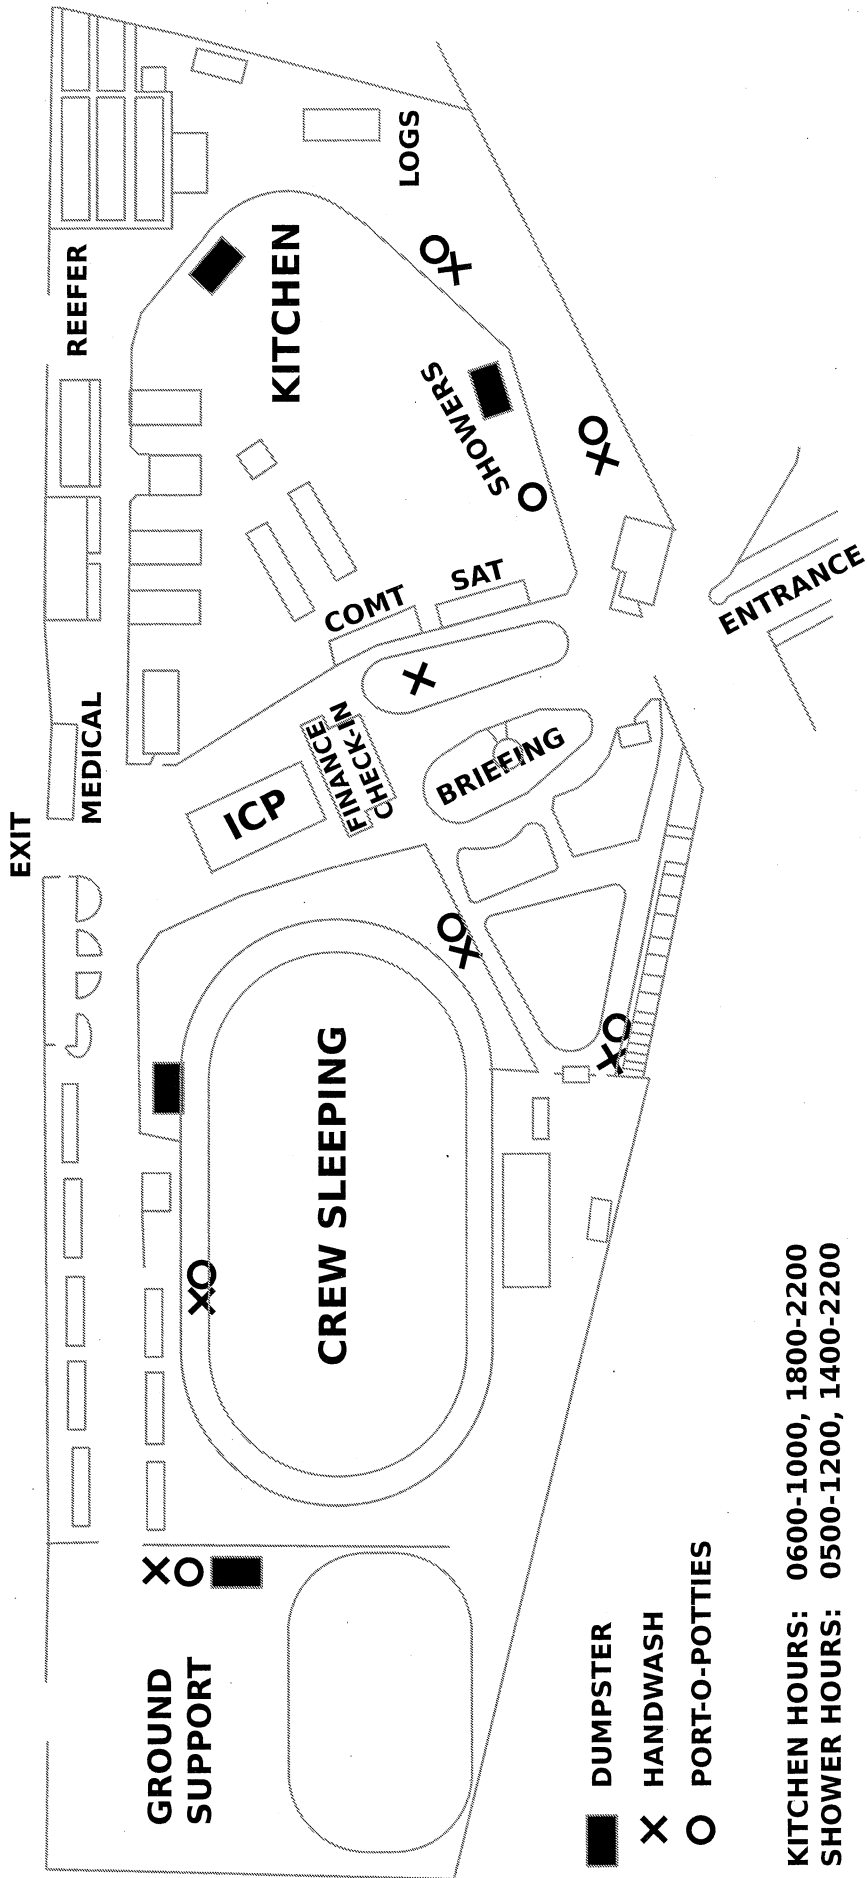 EXIT
GROUND
SUPPORT
CREW SLEEPING
MEDICAL
REEFER
ICP
FINANCE
CHECK-IN
COMT
KITCHEN
SAT
SHOWERS
LOGS
BRIEFING
ENTRANCE
DUMPSTER
HANDWASH
PORT-O-POTTIES
KITCHEN HOURS: 0600-1000, 1800-2200
SHOWER HOURS: 0500-1200, 1400-2200